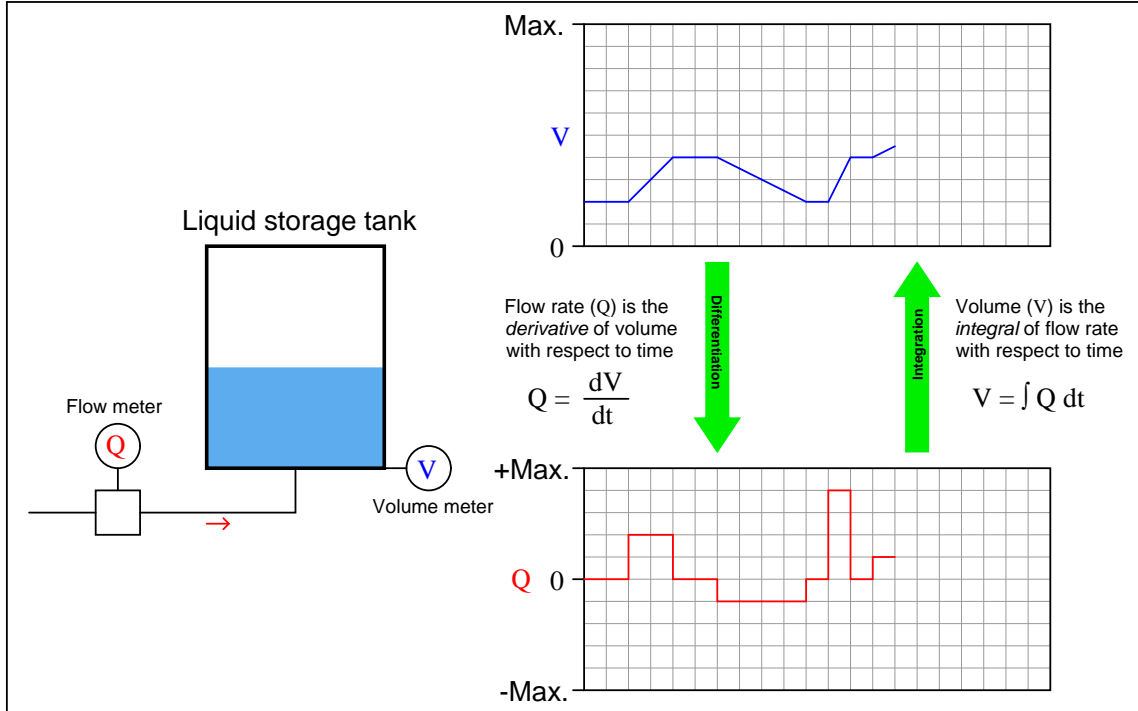 Max.
V
0
Liquid storage tank
Flow meter
Q
V
Volume meter
Flow rate (Q) is the
derivative of volume
with respect to time
Q = dV
dt
Differentiation
Integration
Volume (V) is the
integral of flow rate
with respect to time
V = ∫ Q dt
+Max.
Q 0
-Max.